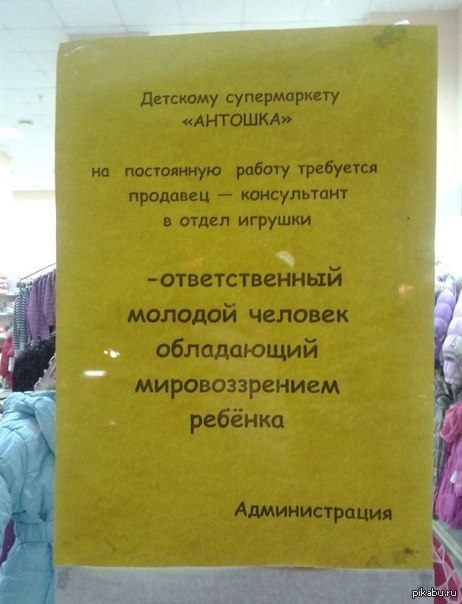 Детскому супермаркету
«АНТОШКА»
на постоянную работу требуется
продавец — консультант
в отдел игрушки
-ответственный
молодой человек
обладающий
мировоззрением
ребёнка
Администрация
pikabu.ru